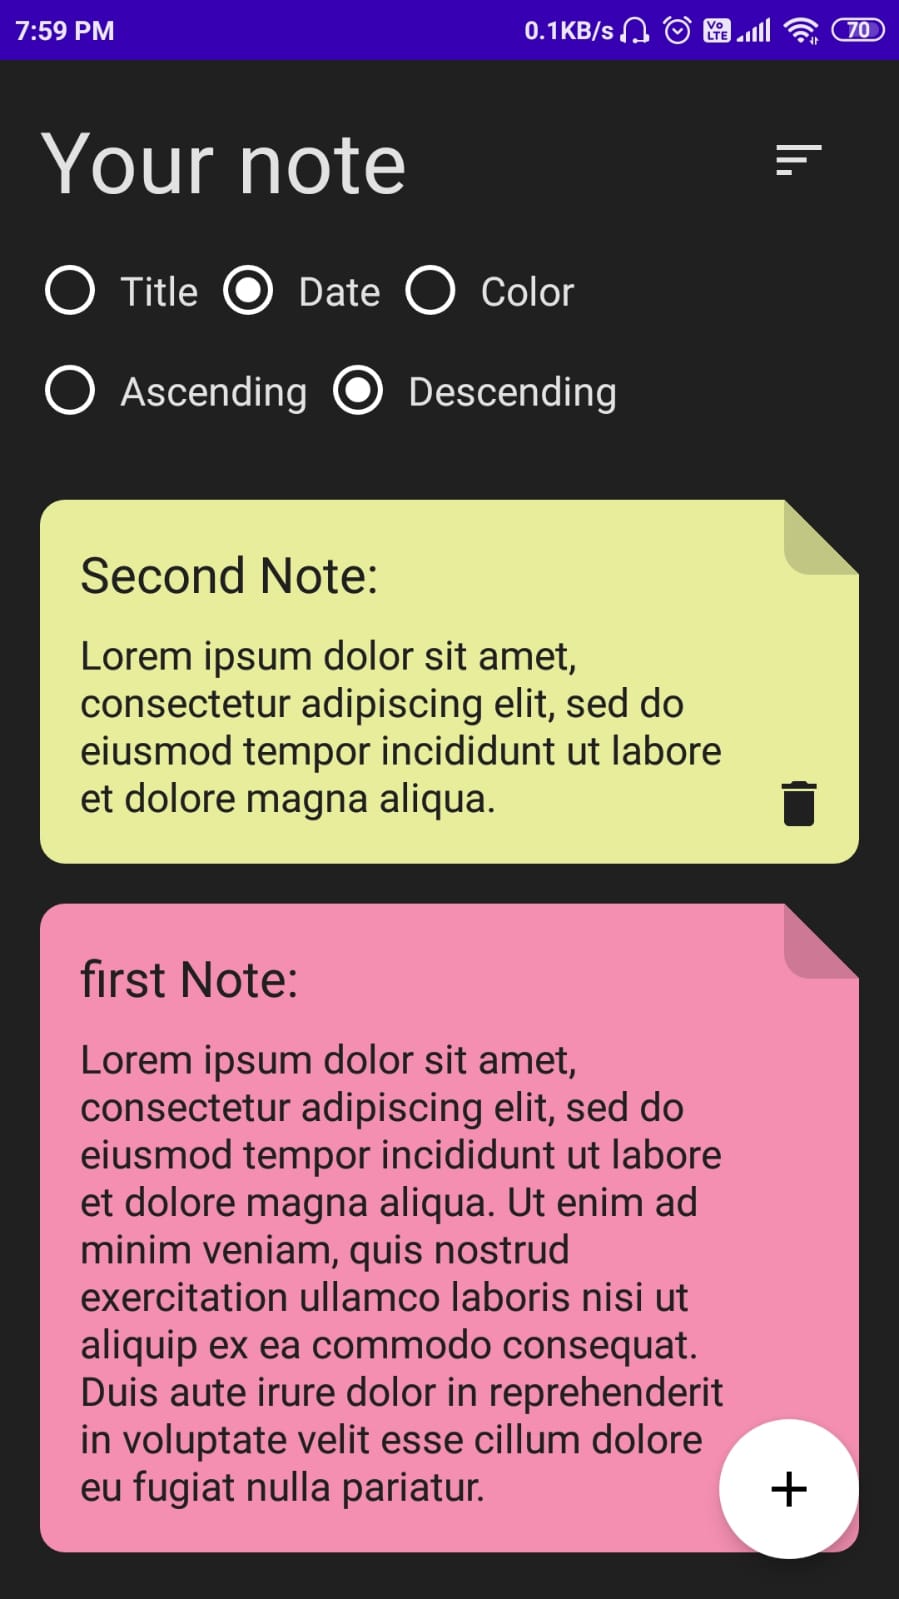 7:59 PM 0.1KB/s Vo LTE 70
Your note
Title Date Color
Ascending Descending
Second Note:
Lorem ipsum dolor sit amet,
consectetur adipiscing elit, sed do
eiusmod tempor incididunt ut labore
et dolore magna aliqua.
first Note:
Lorem ipsum dolor sit amet,
consectetur adipiscing elit, sed do
eiusmod tempor incididunt ut labore
et dolore magna aliqua. Ut enim ad
minim veniam, quis nostrud
exercitation ullamco laboris nisi ut
aliquip ex ea commodo consequat.
Duis aute irure dolor in reprehenderit
in voluptate velit esse cillum dolore
eu fugiat nulla pariatur.